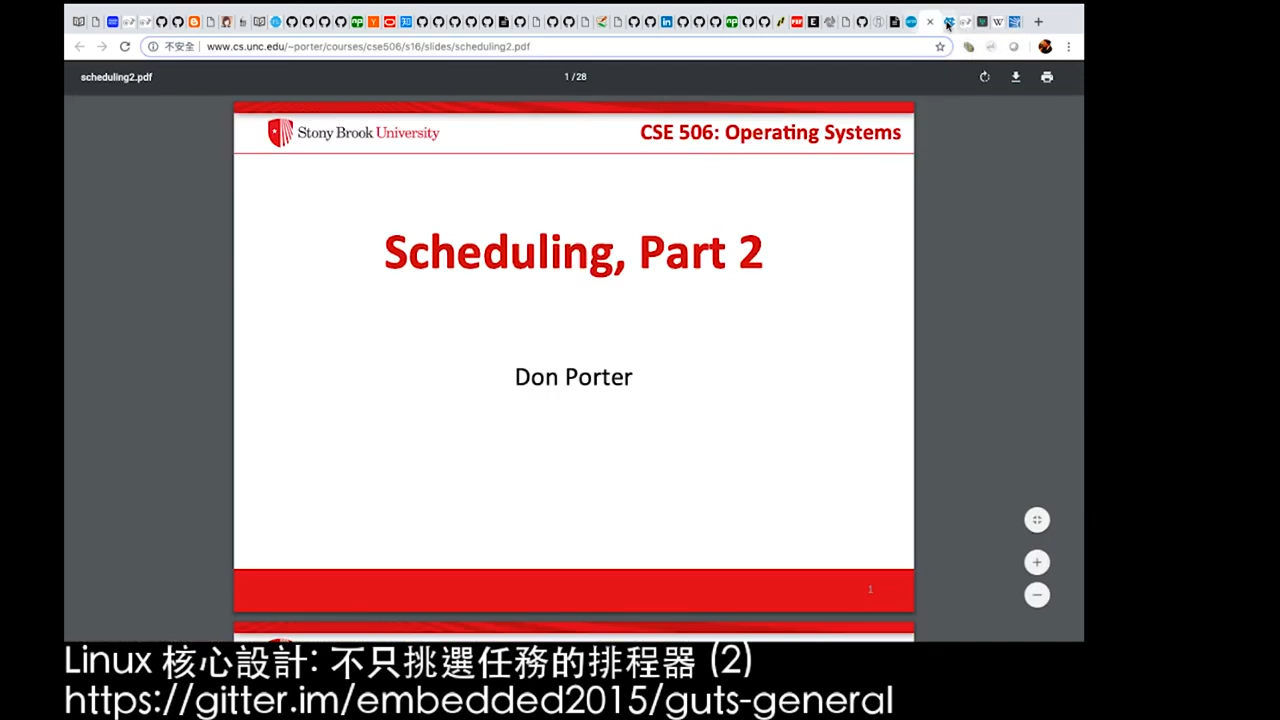 不安全 www.cs.unc.edu/~porter/courses/cse506/s16/slides/scheduling2.pdf
scheduling2.pdf 1 / 28
Stony Brook University CSE 506: Operating Systems
Scheduling, Part 2
Don Porter
1
Linux 核心設計: 不只挑選任務的排程器 (2)
https://gitter.im/embedded2015/guts-general